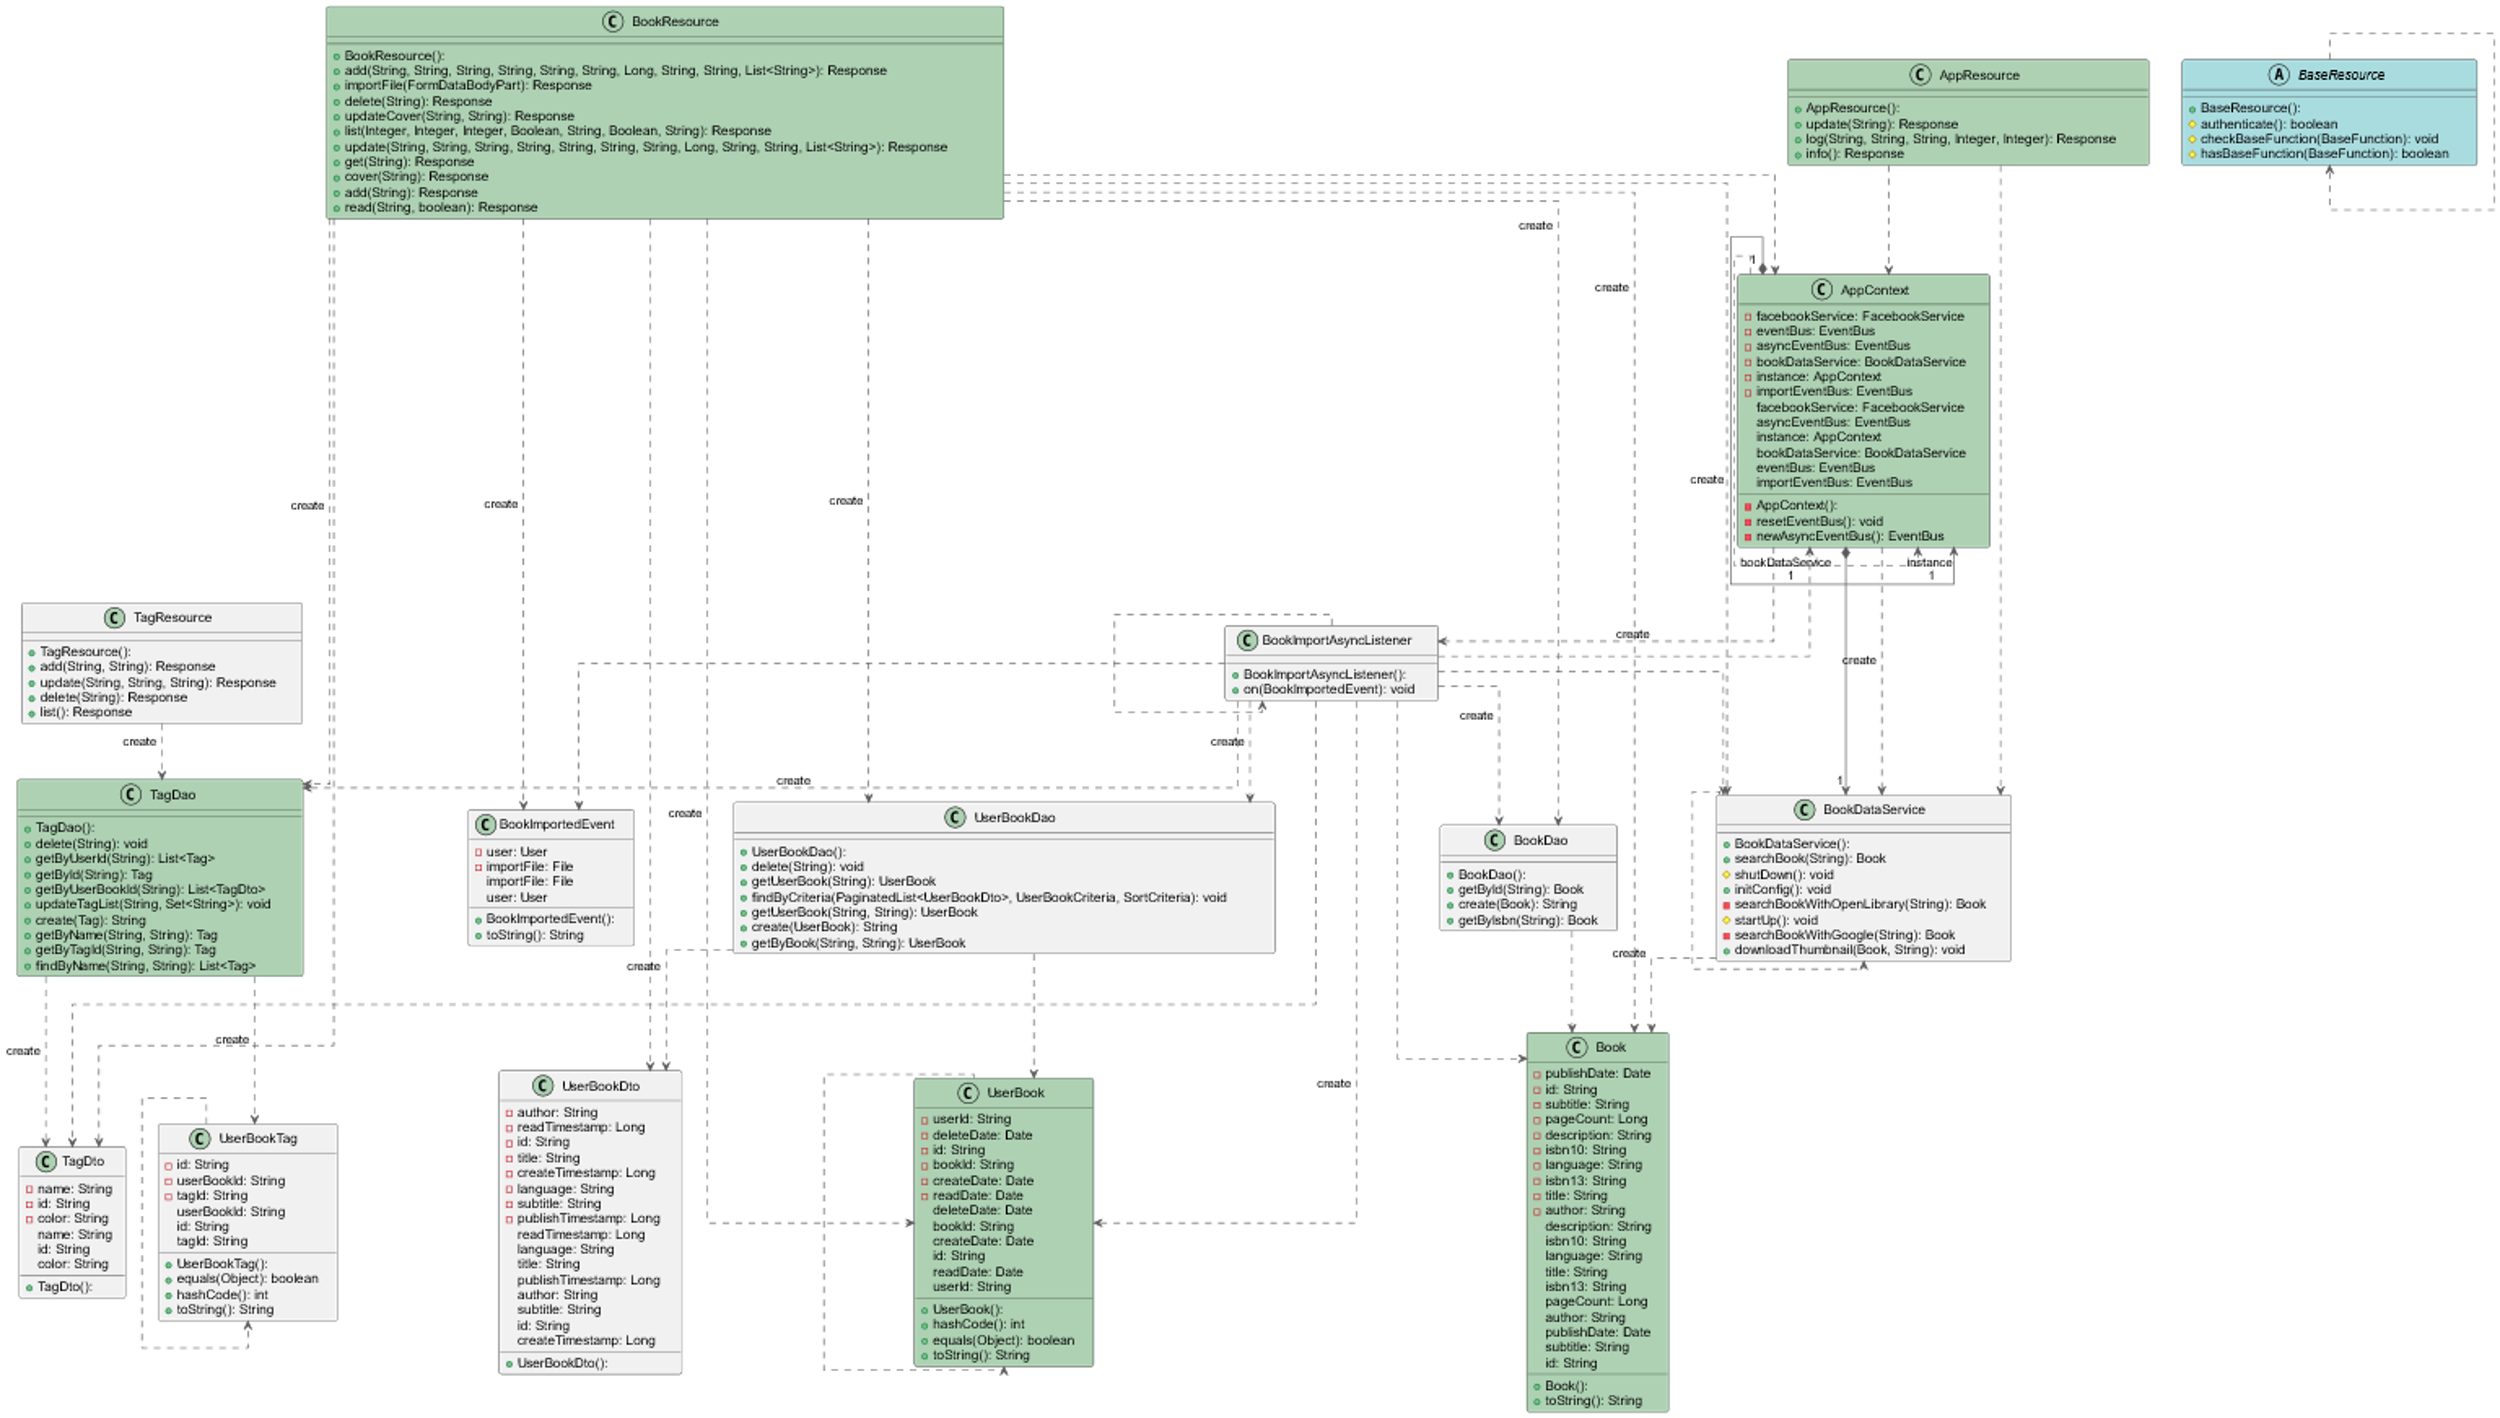 BookResource
BookResource():
add(String, String, String, String, String, String, Long, String, String, List<String>): Response
importFile(FormDataBodyPart): Response
delete(String): Response
updateCover(String, String): Response
list(Integer, Integer, Integer, Boolean, String, Boolean, String): Response
update(String, String, String, String, String, String, String, Long, String, String, List<String>): Response
get(String): Response
cover(String): Response
add(String): Response
read(String, boolean): Response
AppResource
AppResource():
update(String): Response
log(String, String, String, Integer, Integer): Response
info(): Response
BaseResource
BaseResource():
authenticate(): boolean
checkBaseFunction(BaseFunction): void
hasBaseFunction(BaseFunction): boolean
create
create
1
AppContext
facebookService: FacebookService
eventBus: EventBus
asyncEventBus: EventBus
bookDataService: BookDataService
instance: AppContext
importEventBus: EventBus
facebookService: FacebookService
asyncEventBus: EventBus
instance: AppContext
bookDataService: BookDataService
eventBus: EventBus
importEventBus: EventBus
AppContext():
resetEventBus(): void
newAsyncEventBus(): EventBus
create
create
create
create
bookDataService
1
instance
1
TagResource
TagResource():
add(String, String): Response
update(String, String, String): Response
delete(String): Response
list(): Response
BookImportAsyncListener
BookImportAsyncListener():
on(BookImportedEvent): void
create
create
create
create
create
create
1
create
TagDao
TagDao():
delete(String): void
getByUserId(String): List<Tag>
getById(String): Tag
getByUserBookId(String): List<TagDto>
updateTagList(String, Set<String>): void
create(Tag): String
getByName(String, String): Tag
getByTagId(String, String): Tag
findByName(String, String): List<Tag>
BookImportedEvent
user: User
importFile: File
importFile: File
user: User
BookImportedEvent():
toString(): String
UserBookDao
UserBookDao():
delete(String): void
getUserBook(String): UserBook
findByCriteria(PaginatedList<UserBookDto>, UserBookCriteria, SortCriteria): void
getUserBook(String, String): UserBook
create(UserBook): String
getByBook(String, String): UserBook
BookDao
BookDao():
getById(String): Book
create(Book): String
getByIsbn(String): Book
BookDataService
BookDataService():
searchBook(String): Book
shutDown(): void
initConfig(): void
searchBookWithOpenLibrary(String): Book
startUp(): void
searchBookWithGoogle(String): Book
downloadThumbnail(Book, String): void
create
create
create
create
create
TagDto
name: String
id: String
color: String
name: String
id: String
color: String
TagDto():
UserBookTag
id: String
userBookId: String
tagId: String
userBookId: String
id: String
tagId: String
UserBookTag():
equals(Object): boolean
hashCode(): int
toString(): String
UserBookDto
author: String
readTimestamp: Long
id: String
title: String
createTimestamp: Long
language: String
subtitle: String
publishTimestamp: Long
readTimestamp: Long
language: String
title: String
publishTimestamp: Long
author: String
subtitle: String
id: String
createTimestamp: Long
UserBookDto():
UserBook
userId: String
deleteDate: Date
id: String
bookId: String
createDate: Date
readDate: Date
deleteDate: Date
bookId: String
createDate: Date
id: String
readDate: Date
userId: String
UserBook():
hashCode(): int
equals(Object): boolean
toString(): String
Book
publishDate: Date
id: String
subtitle: String
pageCount: Long
description: String
isbn10: String
language: String
isbn13: String
title: String
author: String
description: String
isbn10: String
language: String
title: String
isbn13: String
pageCount: Long
author: String
publishDate: Date
subtitle: String
id: String
Book():
toString(): String